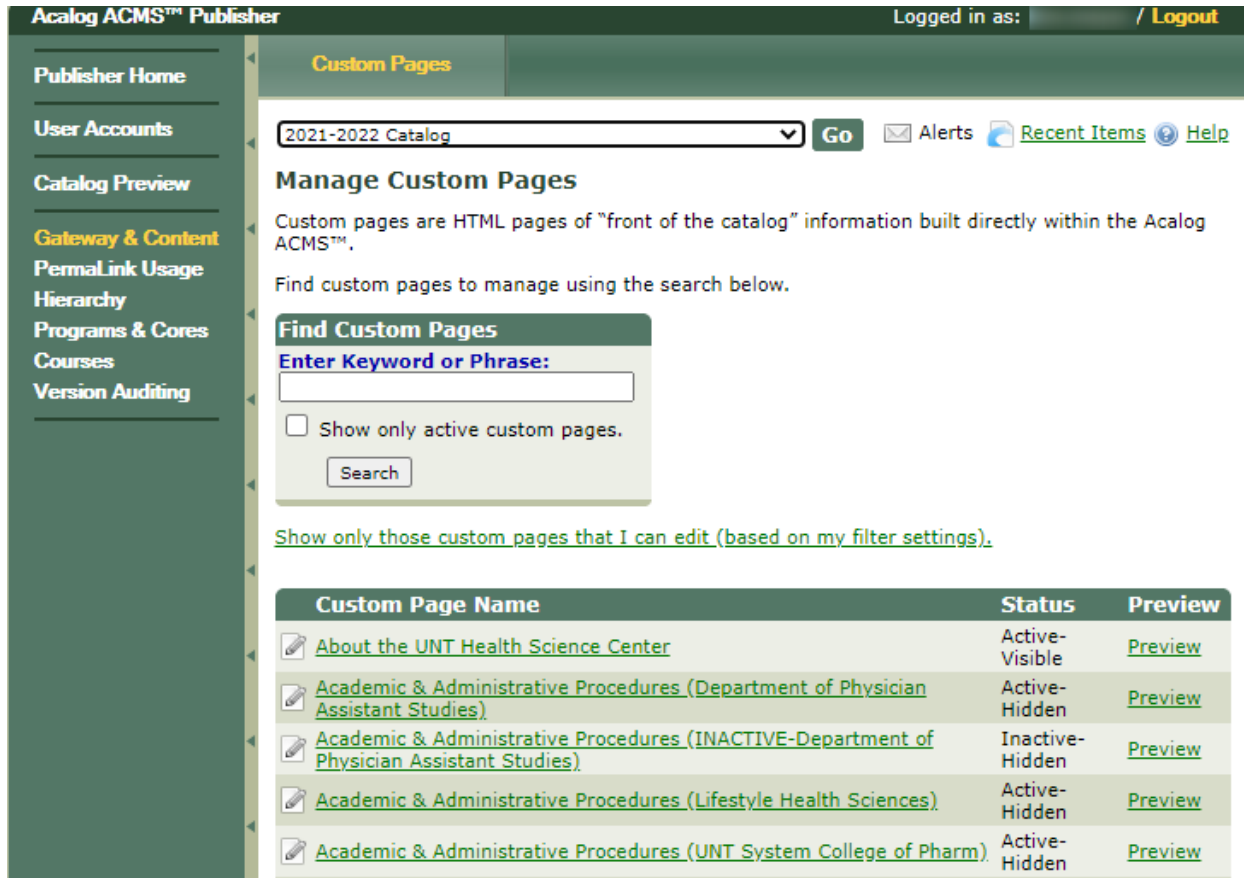 Acalog ACMS™ Publisher
Logged in as: / Logout
Publisher Home
User Accounts
Catalog Preview
Gateway & Content
PermaLink Usage
Hierarchy
Programs & Cores
Courses
Version Auditing
Custom Pages
2021-2022 Catalog
Go
Alerts
Recent Items
Help
Manage Custom Pages
Custom pages are HTML pages of “front of the catalog” information built directly within the Acalog
ACMS™.
Find custom pages to manage using the search below.
Find Custom Pages
Enter Keyword or Phrase:
Show only active custom pages.
Search
Show only those custom pages that I can edit (based on my filter settings).
Custom Page Name Status Preview
About the UNT Health Science Center
Active-
Visible
Preview
Academic & Administrative Procedures (Department of Physician
Assistant Studies)
Active-
Hidden
Preview
Academic & Administrative Procedures (INACTIVE-Department of
Physician Assistant Studies)
Inactive-
Hidden
Preview
Academic & Administrative Procedures (Lifestyle Health Sciences)
Active-
Hidden
Preview
Academic & Administrative Procedures (UNT System College of Pharm)
Active-
Hidden
Preview